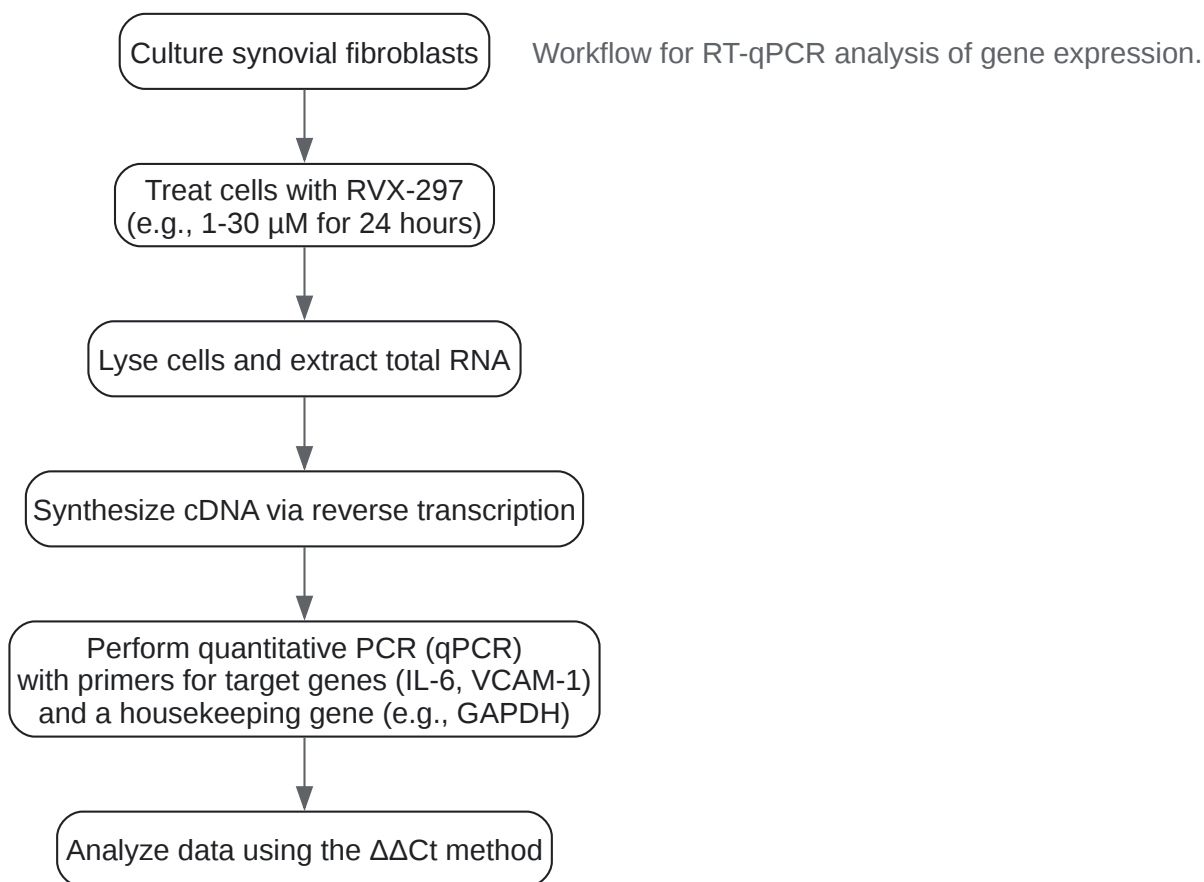 Culture synovial fibroblasts
Workflow for RT-qPCR analysis of gene expression.
Treat cells with RVX-297
(e.g., 1-30 µM for 24 hours)
Lyse cells and extract total RNA
Synthesize cDNA via reverse transcription
Perform quantitative PCR (qPCR)
with primers for target genes (IL-6, VCAM-1)
and a housekeeping gene (e.g., GAPDH)
Analyze data using the ΔΔCt method